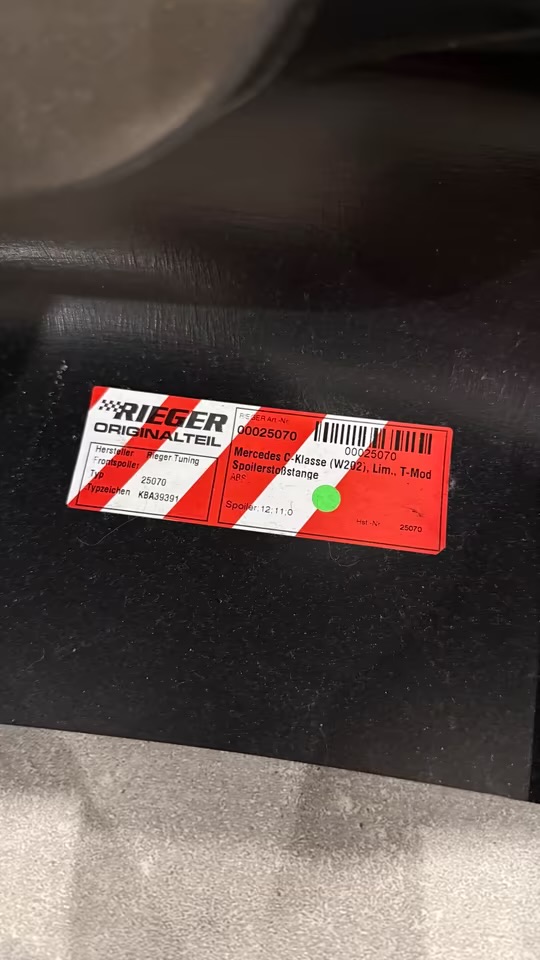 RIEGER
ORIGINALTEIL
Hersteller Rieger Tuning
Frontspoiler
Typ 25070
Typzeichen KBA39391
RIEGER Art.-Nr.
00025070
00025070
Mercedes C-Klasse (W202), Lim., T-Mod
Spoilerstoßstange
ABS
Spoiler:12;11,0
Hst.-Nr. 25070